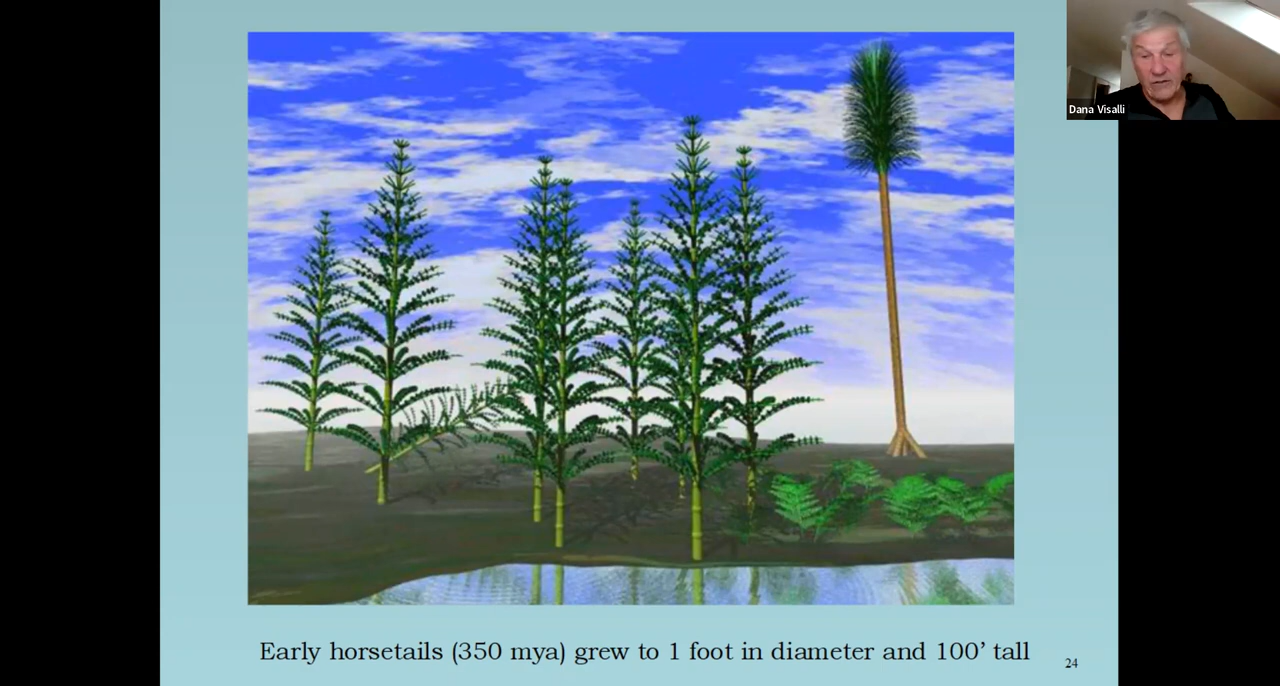 Dana Visalli
Early horsetails (350 mya) grew to 1 foot in diameter and 100’ tall
24